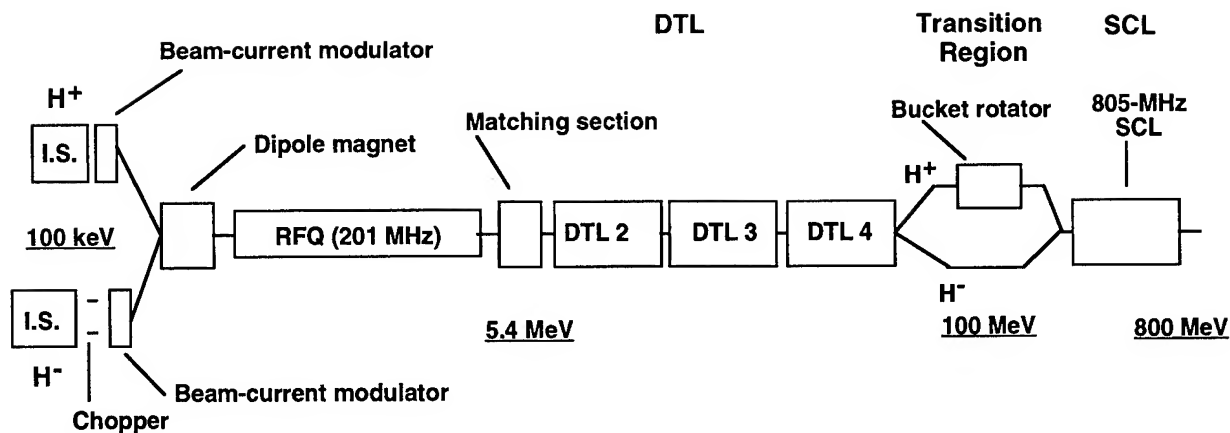 DTL
Transition
Region
SCL
Beam-current modulator
H+
I.S.
Dipole magnet
Matching section
Bucket rotator
805-MHz
SCL
H+
100 keV
RFQ (201 MHz)
DTL 2
DTL 3
DTL 4
I.S.
H-
H-
5.4 MeV
100 MeV
800 MeV
Beam-current modulator
Chopper